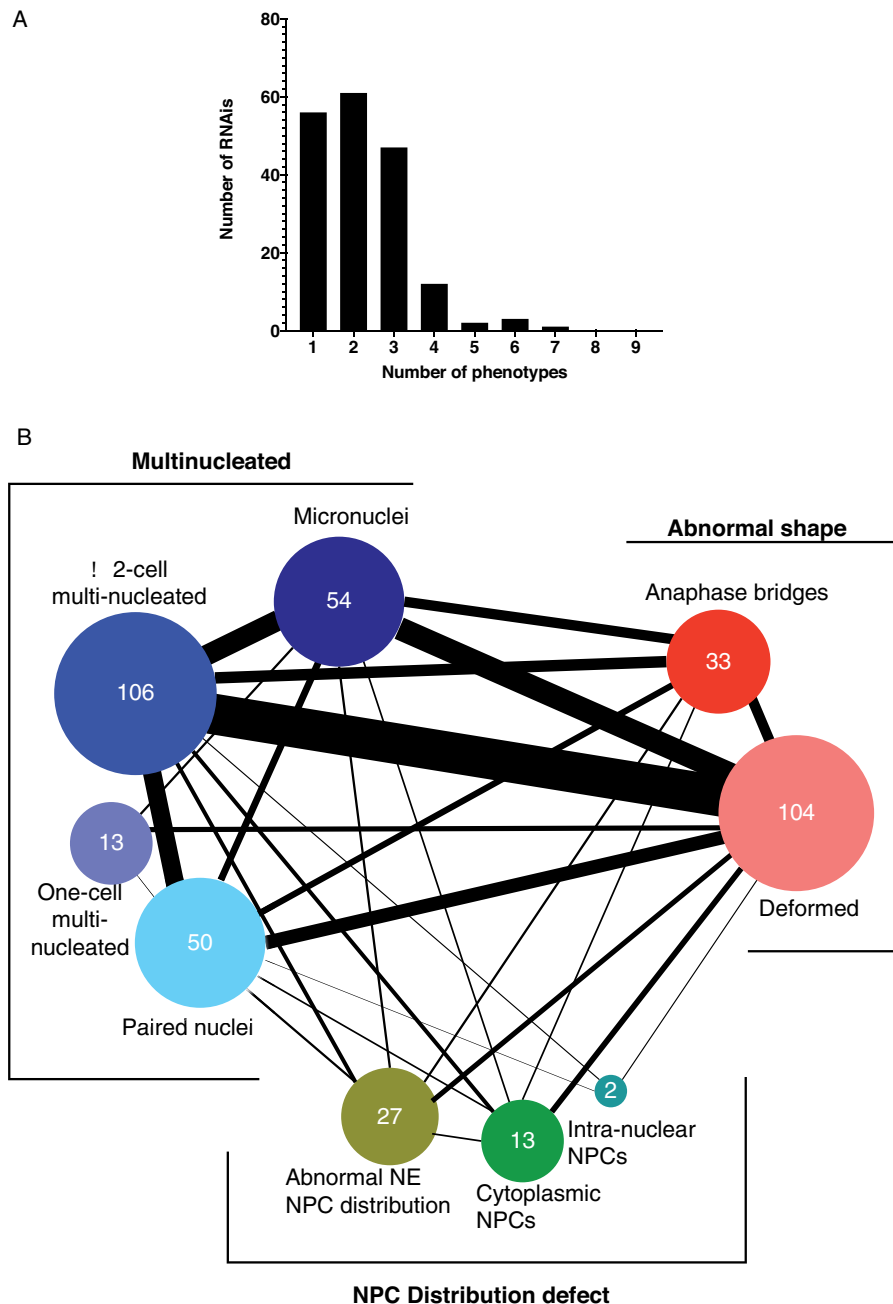 A
80
60
40
20
0
Number of RNAis
1 2 3 4 5 6 7 8 9
Number of phenotypes
B
Multinucleated
Micronuclei
54
! 2-cell
multi-nucleated
106
13
One-cell
multi-
nucleated
50
Paired nuclei
Abnormal shape
Anaphase bridges
33
104
Deformed
27
Abnormal NE
NPC distribution
13
Cytoplasmic
NPCs
2
Intra-nuclear
NPCs
NPC Distribution defect